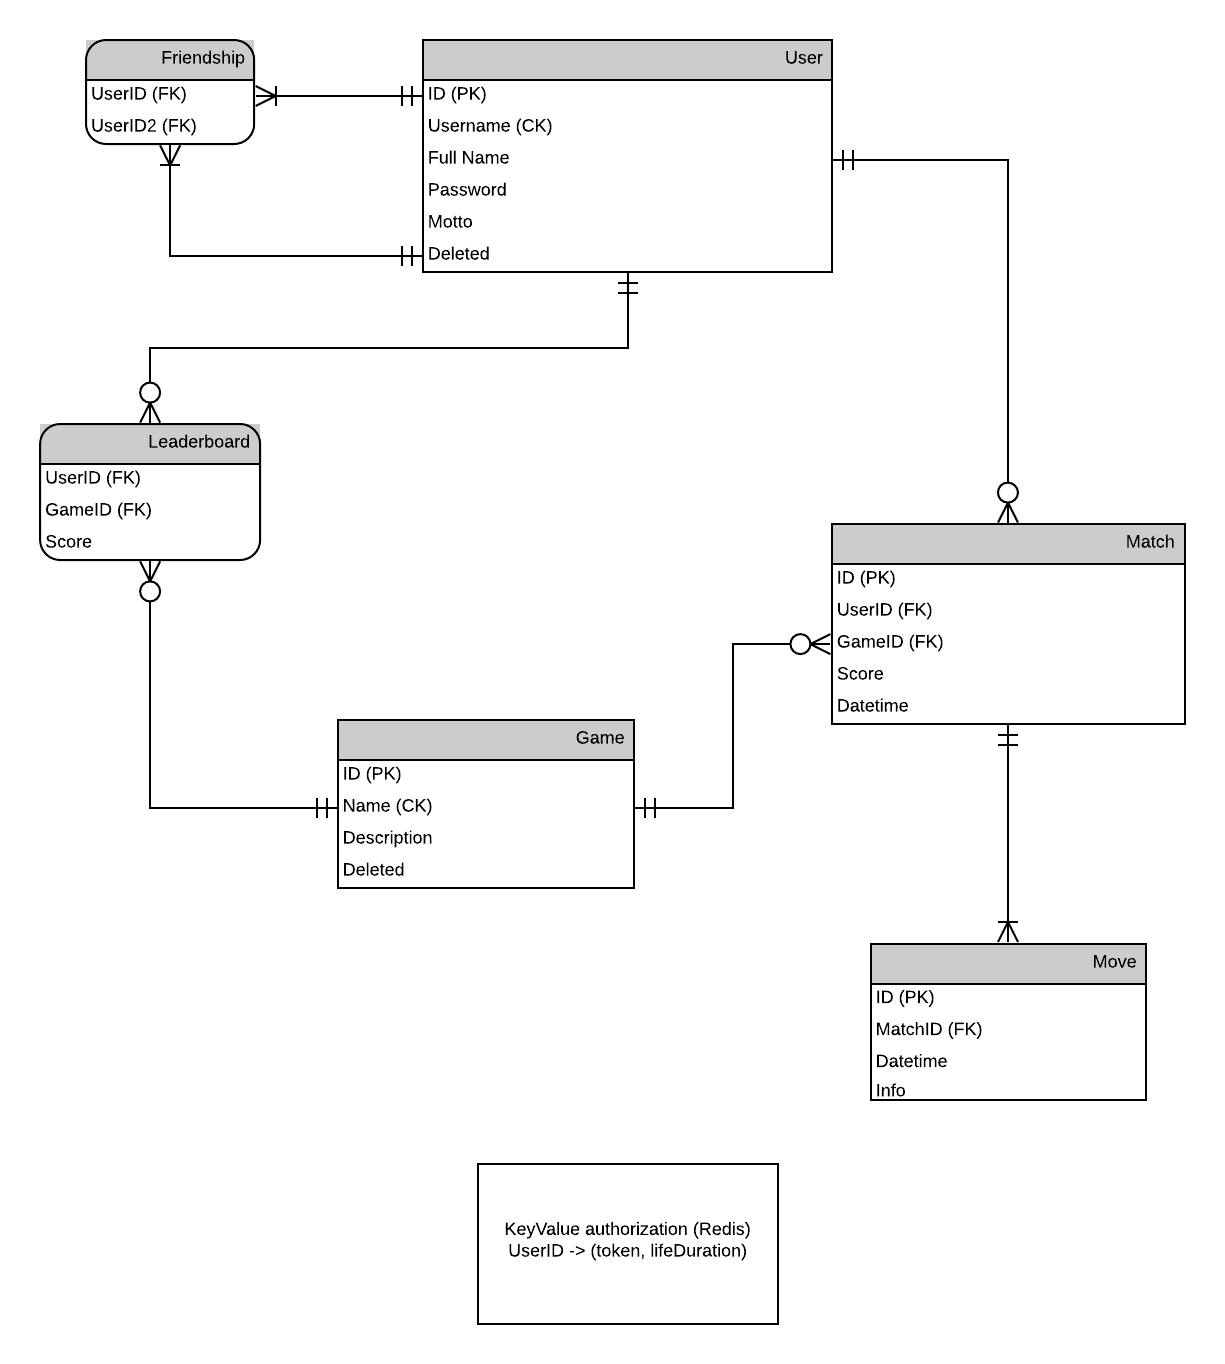 Friendship
UserID (FK)
UserID2 (FK)
User
ID (PK)
Username (CK)
Full Name
Password
Motto
Deleted
Leaderboard
UserID (FK)
GameID (FK)
Score
Match
ID (PK)
UserID (FK)
GameID (FK)
Score
Datetime
Game
ID (PK)
Name (CK)
Description
Deleted
Move
ID (PK)
MatchID (FK)
Datetime
Info
KeyValue authorization (Redis)
UserID -> (token, lifeDuration)